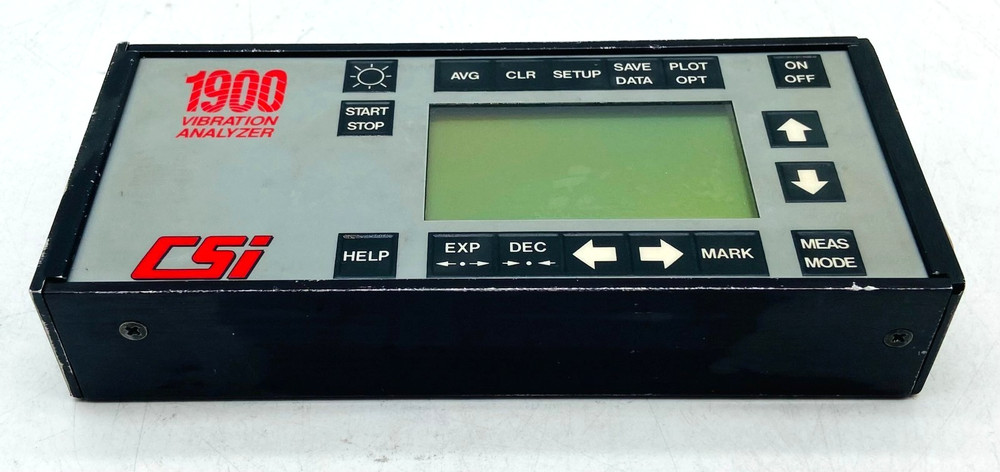 1900
VIBRATION
ANALYZER
CSi
START
STOP
HELP
AVG
CLR
SETUP
SAVE
DATA
PLOT
OPT
ON
OFF
EXP
DEC
MARK
MEAS
MODE